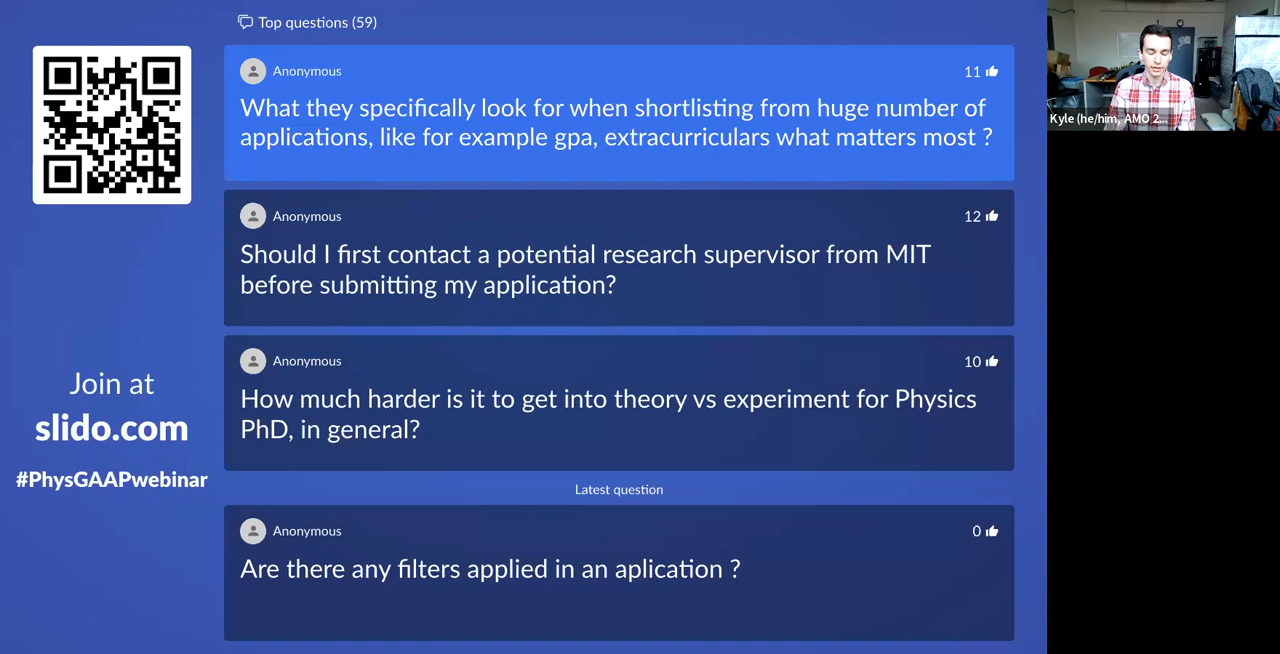 Top questions (59)
Anonymous
11
What they specifically look for when shortlisting from huge number of
applications, like for example gpa, extracurriculars what matters most ?
Anonymous
12
Should I first contact a potential research supervisor from MIT
before submitting my application?
Anonymous
10
How much harder is it to get into theory vs experiment for Physics
PhD, in general?
Latest question
Anonymous
0
Are there any filters applied in an aplication ?
Join at
slido.com
#PhysGAAPwebinar
Kyle (he/him, AMO 2...